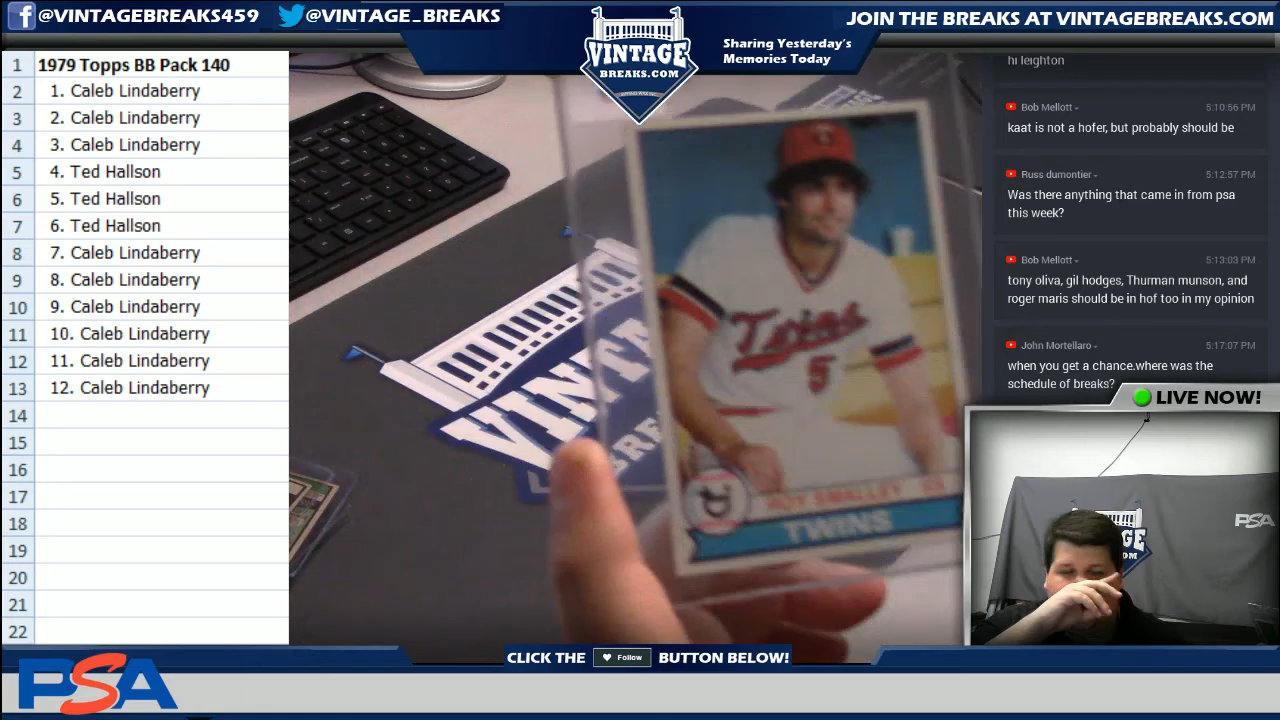 @VINTAGEBREAKS459
@VINTAGE_BREAKS
VINTAGE
BREAKS.COM
Sharing Yesterday's
Memories Today
JOIN THE BREAKS AT VINTAGEBREAKS.COM
1 1979 Topps BB Pack 140
2 1. Caleb Lindaberry
3 2. Caleb Lindaberry
4 3. Caleb Lindaberry
5 4. Ted Hallson
6 5. Ted Hallson
7 6. Ted Hallson
8 7. Caleb Lindaberry
9 8. Caleb Lindaberry
10 9. Caleb Lindaberry
11 10. Caleb Lindaberry
12 11. Caleb Lindaberry
13 12. Caleb Lindaberry
14
15
16
17
18
19
20
21
22
Twins
5
ROY SMALLEY SS
TWINS
VINTA
BRE
hi leighton
Bob Mellott
5:10:56 PM
kaat is not a hofer, but probably should be
Russ dumontier
5:12:57 PM
Was there anything that came in from psa
this week?
Bob Mellott
5:13:03 PM
tony oliva, gil hodges, Thurman munson, and
roger maris should be in hof too in my opinion
John Mortellaro
5:17:07 PM
when you get a chance.where was the
schedule of breaks?
LIVE NOW!
PSA
CLICK THE Follow BUTTON BELOW!
PSA